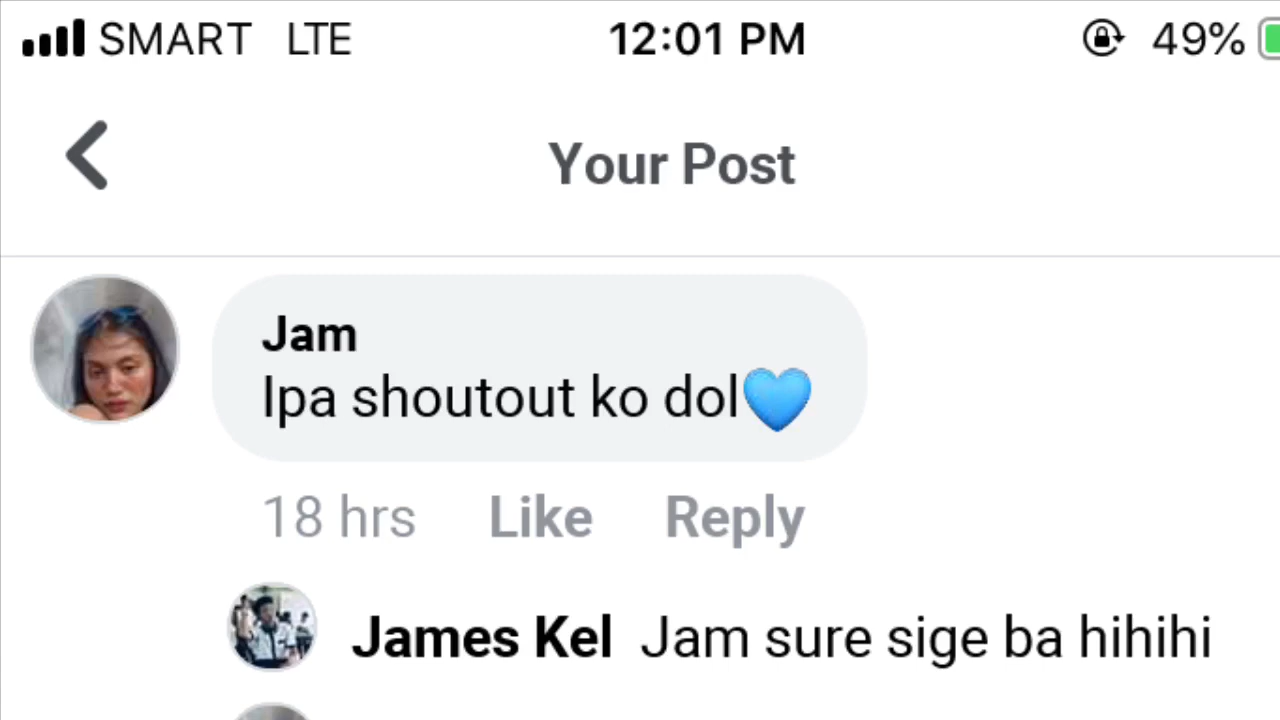 SMART LTE 12:01 PM 49%
Your Post
Jam
Ipa shoutout ko dol💙
18 hrs Like Reply
James Kel Jam sure sige ba hihihi